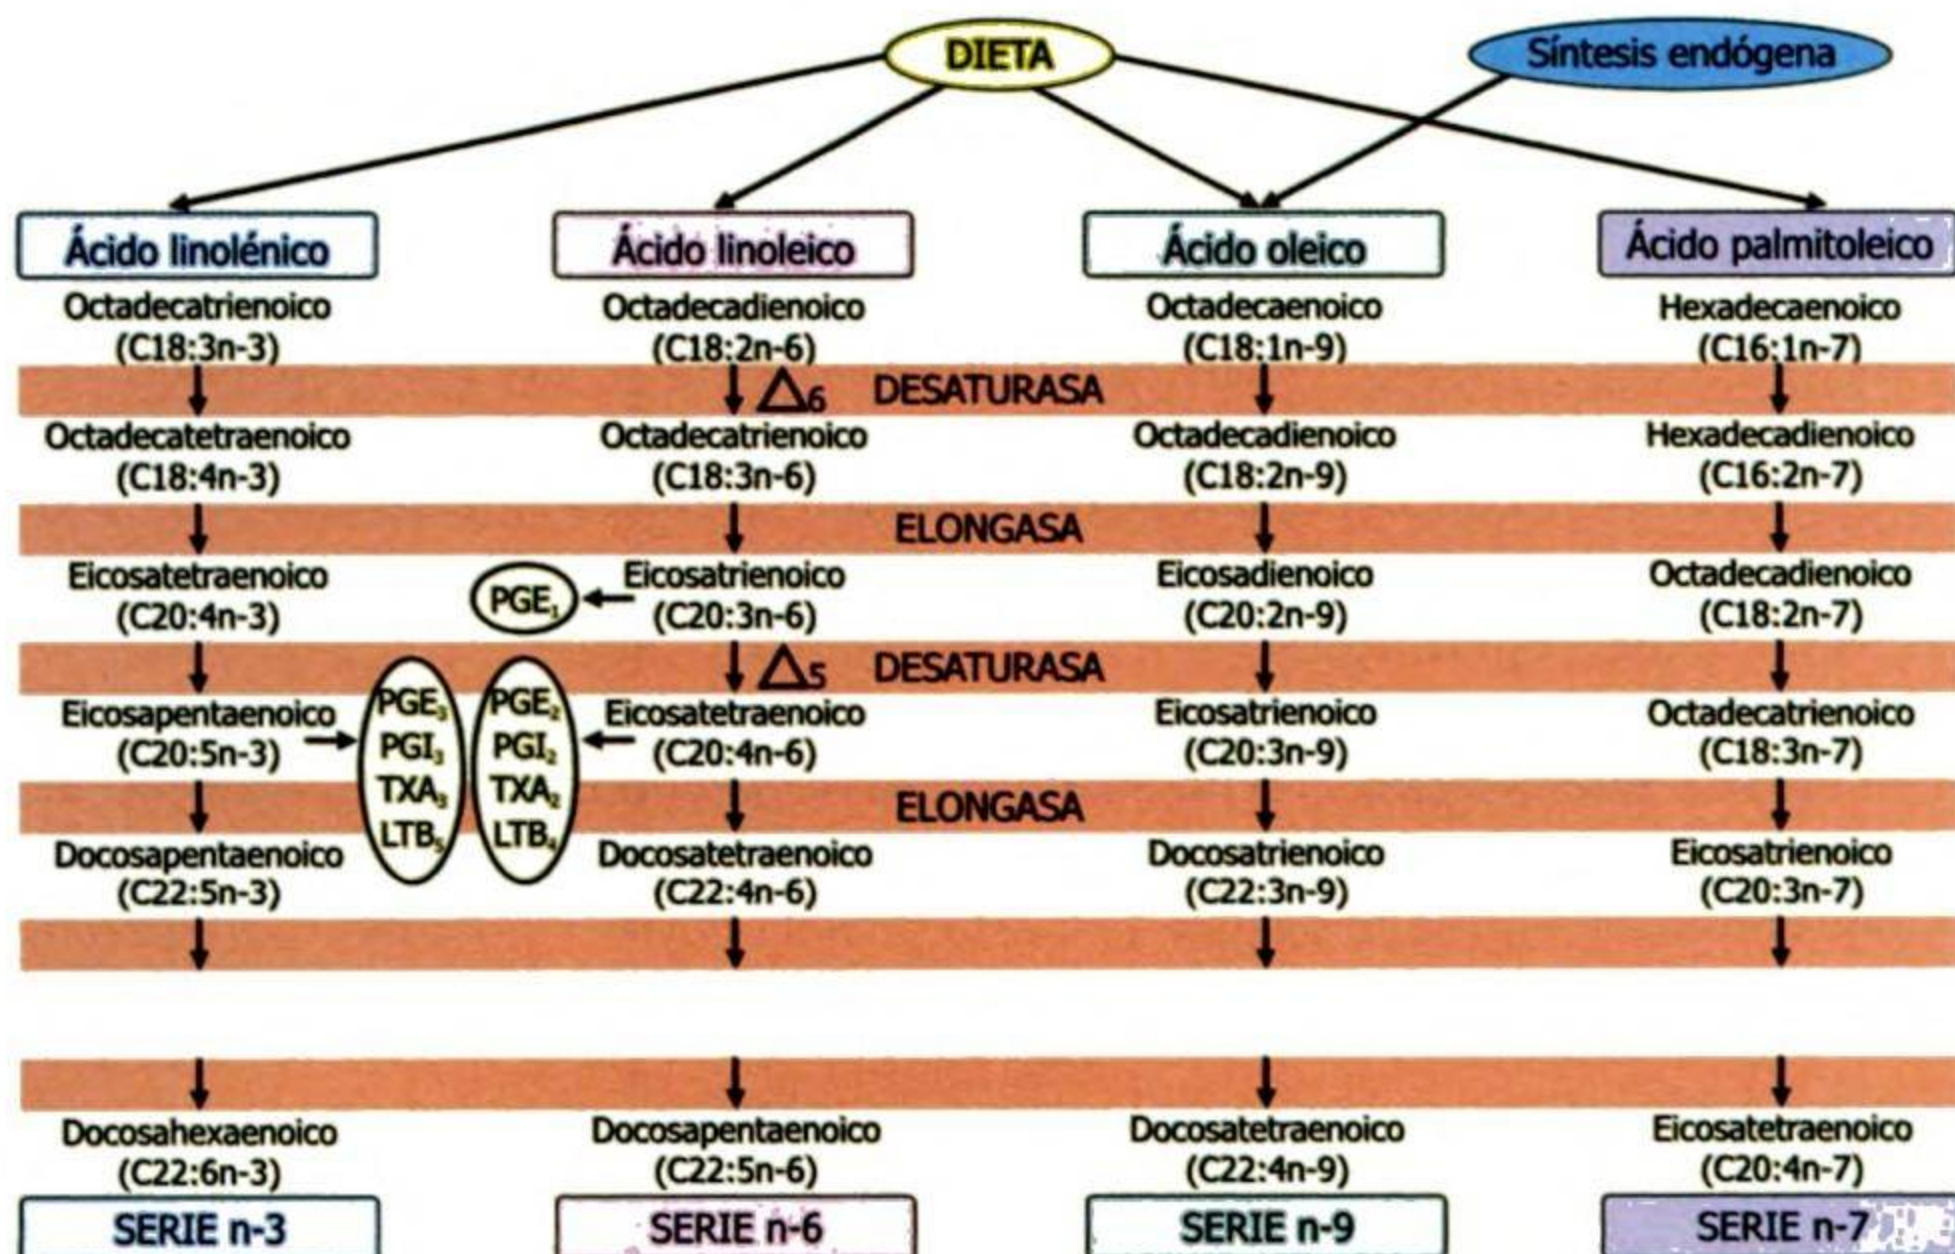 DIETA
Síntesis endógena
Ácido linolénico
Ácido linoleico
Ácido oleico
Ácido palmitoleico
Octadecatrienoico
Octadecadienoico
Octadecaenoico
Hexadecaenoico
(C18:3n-3)
(C18:2n-6)
(C18:1n-9)
(C16:1n-7)
△6 DESATURASA
Octadecatetraenoico
Octadecatrienoico
Octadecadienoico
Hexadecadienoico
(C18:4n-3)
(C18:3n-6)
(C18:2n-9)
(C16:2n-7)
ELONGASA
Eicosatetraenoico
PGE₁
Eicosatrienoico
Eicosadienoico
Octadecadienoico
(C20:4n-3)
(C20:3n-6)
(C20:2n-9)
(C18:2n-7)
△5 DESATURASA
Eicosapentaenoico
(C20:5n-3)
PGE₃
PGI₃
TXA₃
LTB₅
PGE₂
PGI₂
TXA₂
LTB₄
Eicosatetraenoico
(C20:4n-6)
Eicosatrienoico
(C20:3n-9)
Octadecatrienoico
(C18:3n-7)
ELONGASA
Docosapentaenoico
Docosatetraenoico
Docosatrienoico
Eicosatrienoico
(C22:5n-3)
(C22:4n-6)
(C22:3n-9)
(C20:3n-7)
Docosahexaenoico
Docosapentaenoico
Docosatetraenoico
Eicosatetraenoico
(C22:6n-3)
(C22:5n-6)
(C22:4n-9)
(C20:4n-7)
SERIE n-3
SERIE n-6
SERIE n-9
SERIE n-7